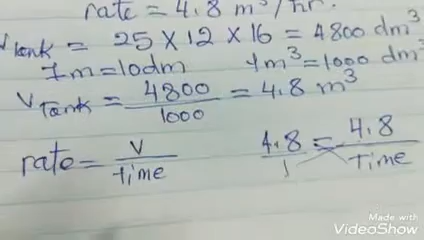 rate = 4.8 m³/hr.
V Tank = 25 × 12 × 16 = 4800 dm³
1m = 10dm 1m³ = 1000 dm³
V Tank = 4800/1000 = 4.8 m³
rate = V/time 4.8/1 = 4.8/Time
Made with
VideoShow